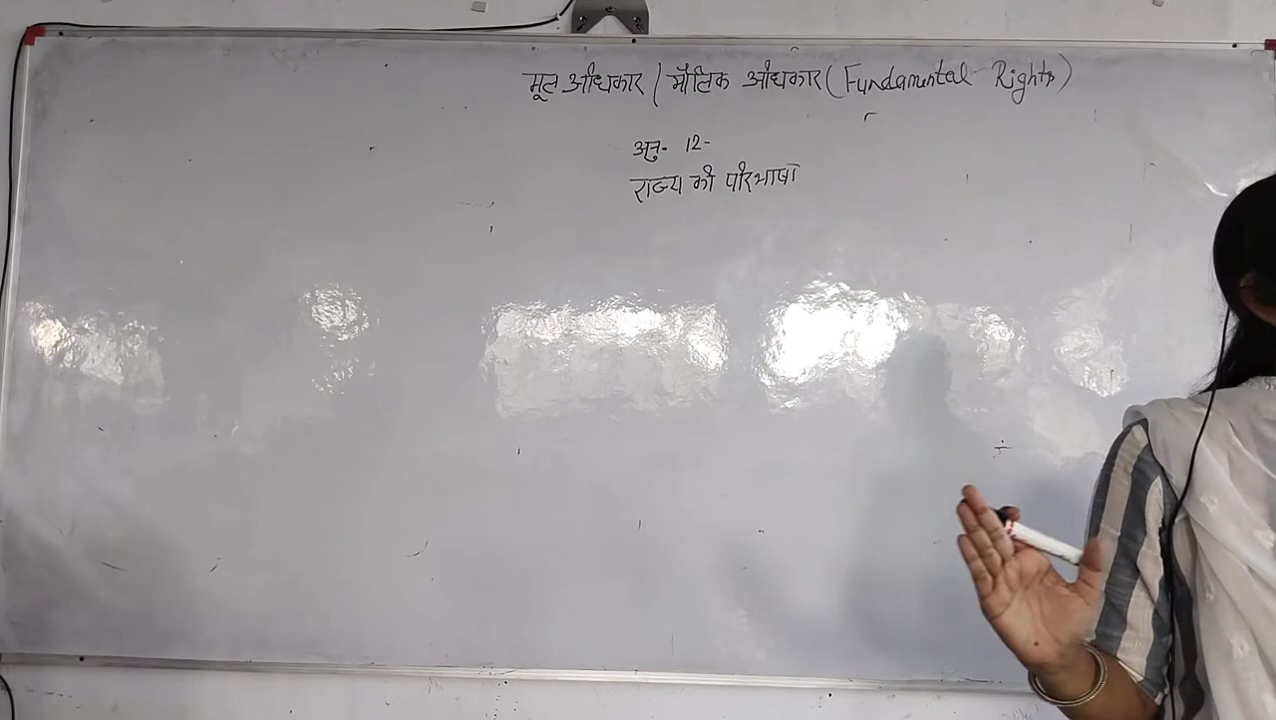 मूल अधिकार / मौलिक अधिकार (Fundamental Rights)
अनु. 12-
राज्य की परिभाषा